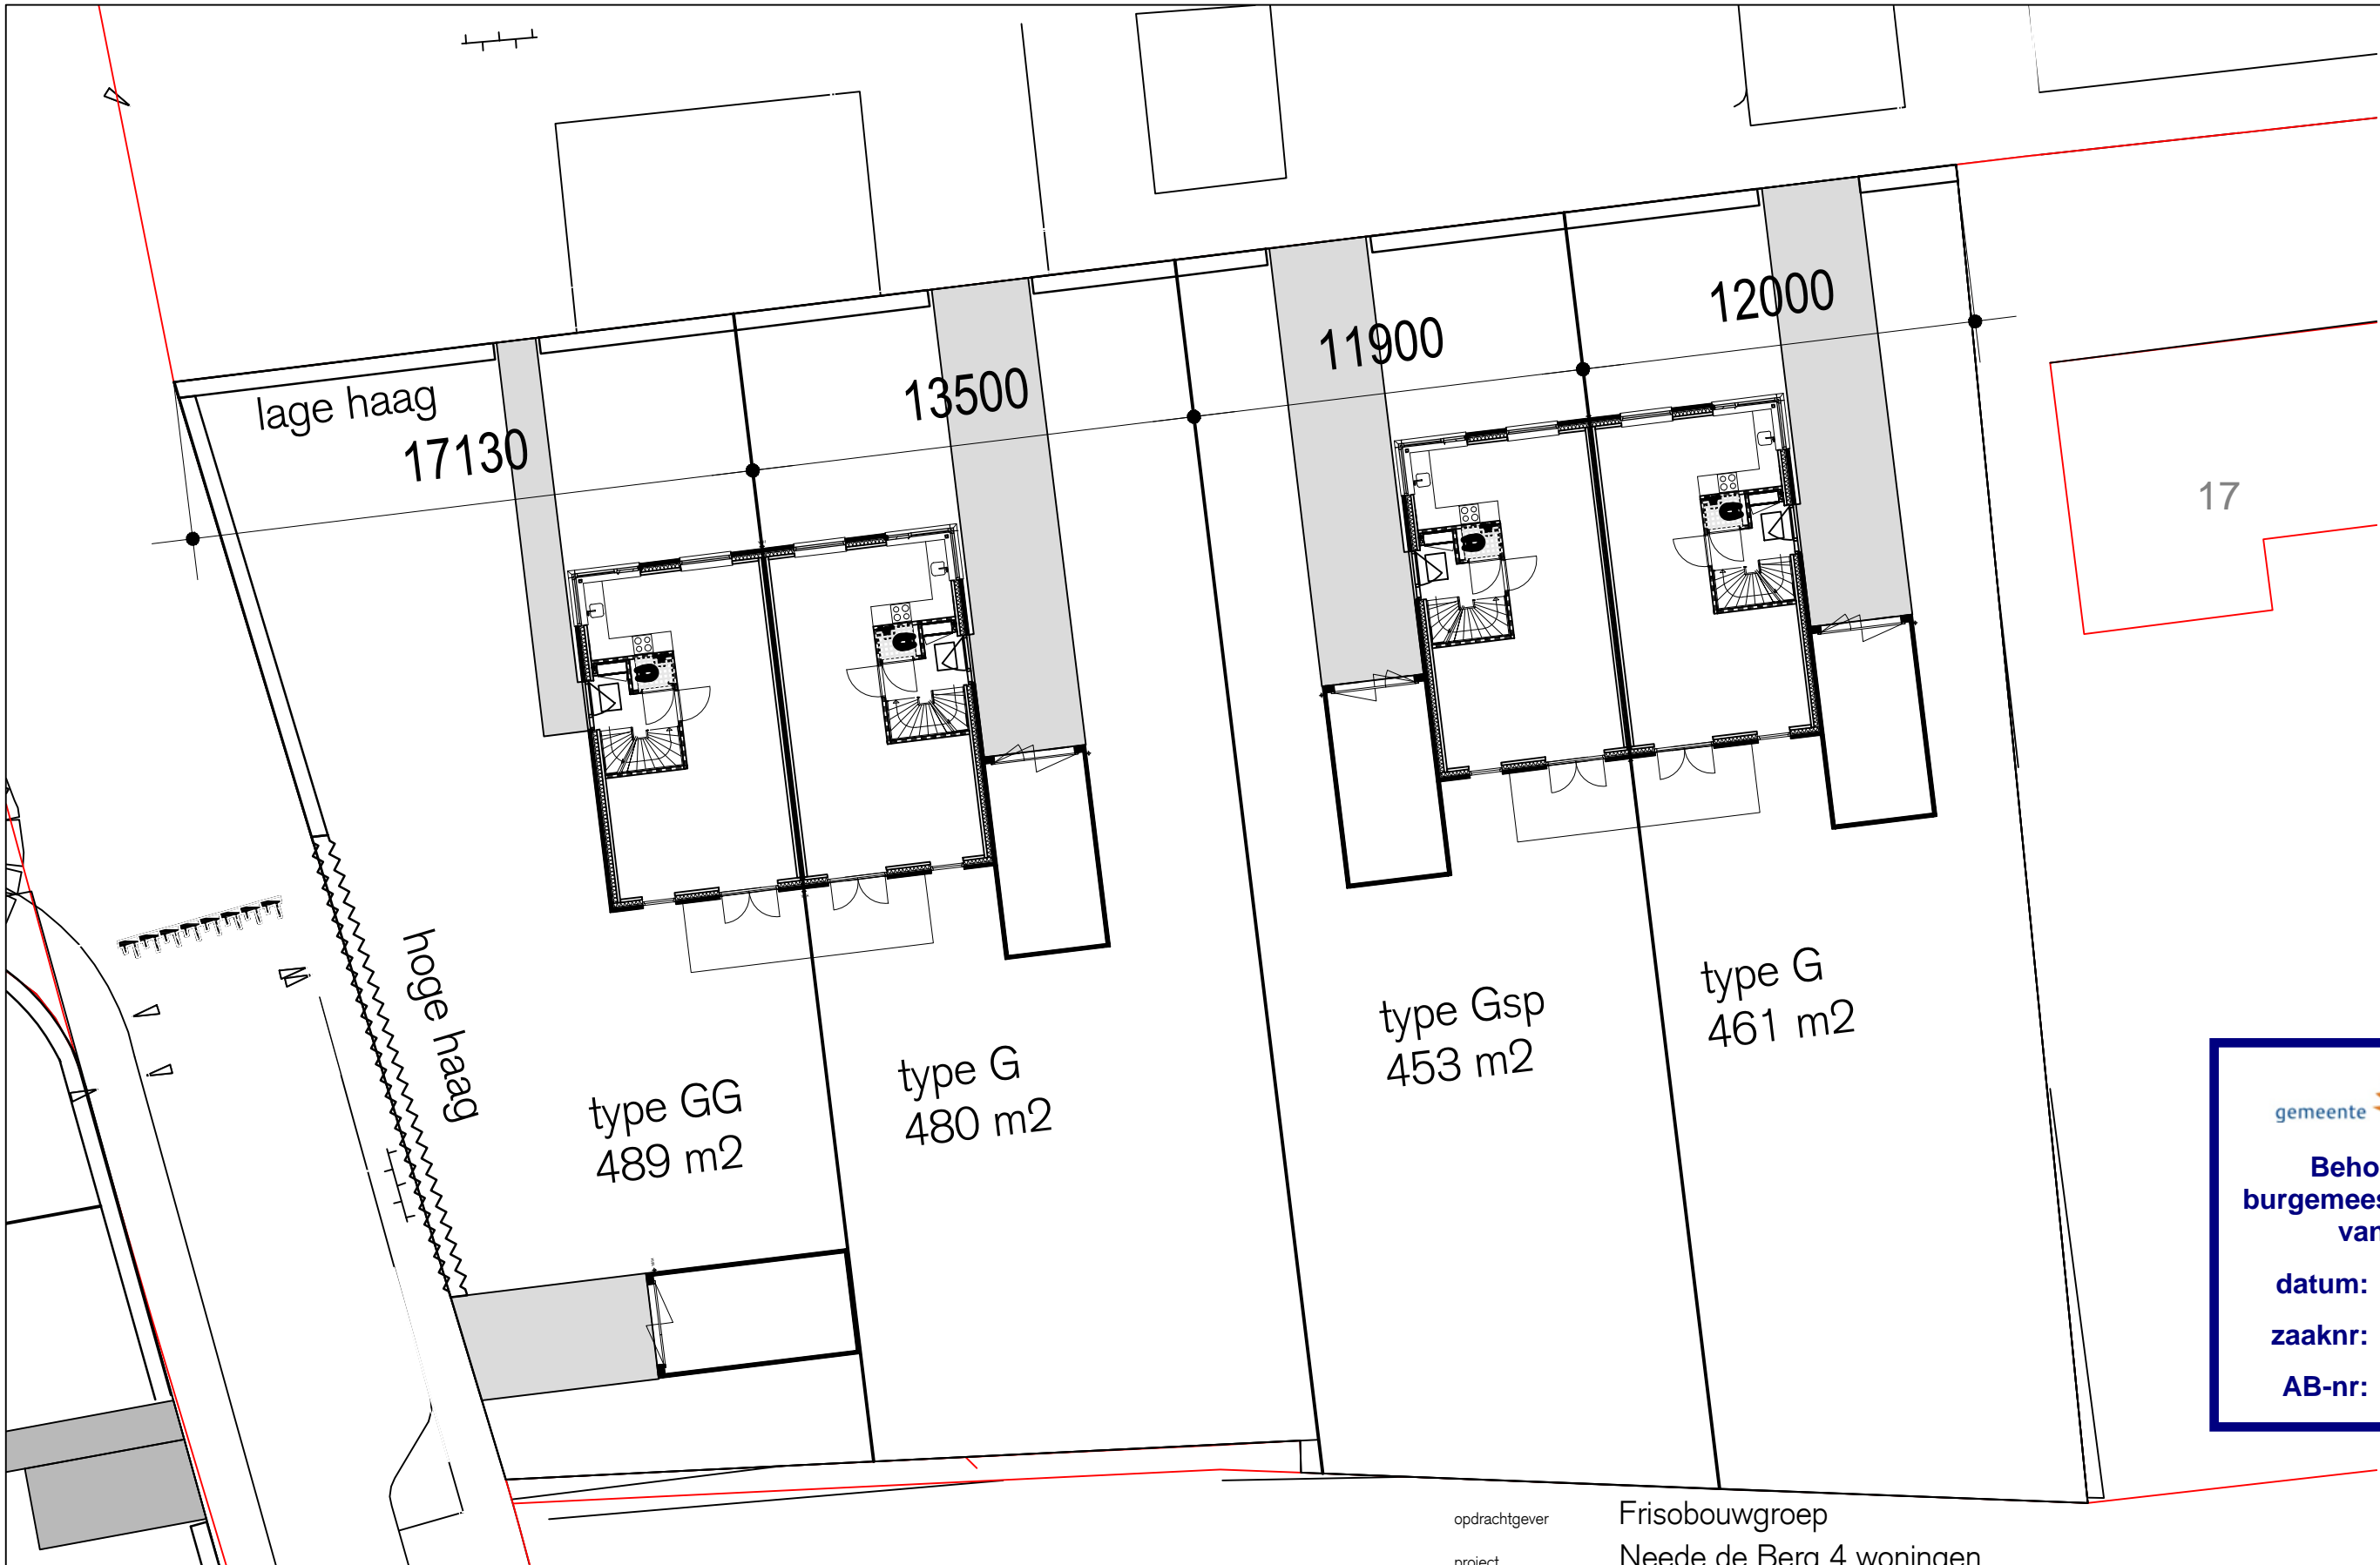 12000
11900
13500
lage haag
17130
17
hoge haag
type GG
489 m2
type G
480 m2
type Gsp
453 m2
type G
461 m2
gemeente
Beho
burgemees
van
datum:
zaaknr:
AB-nr:
opdrachtgever Frisobouwgroep
project Neede de Berg 4 woningen